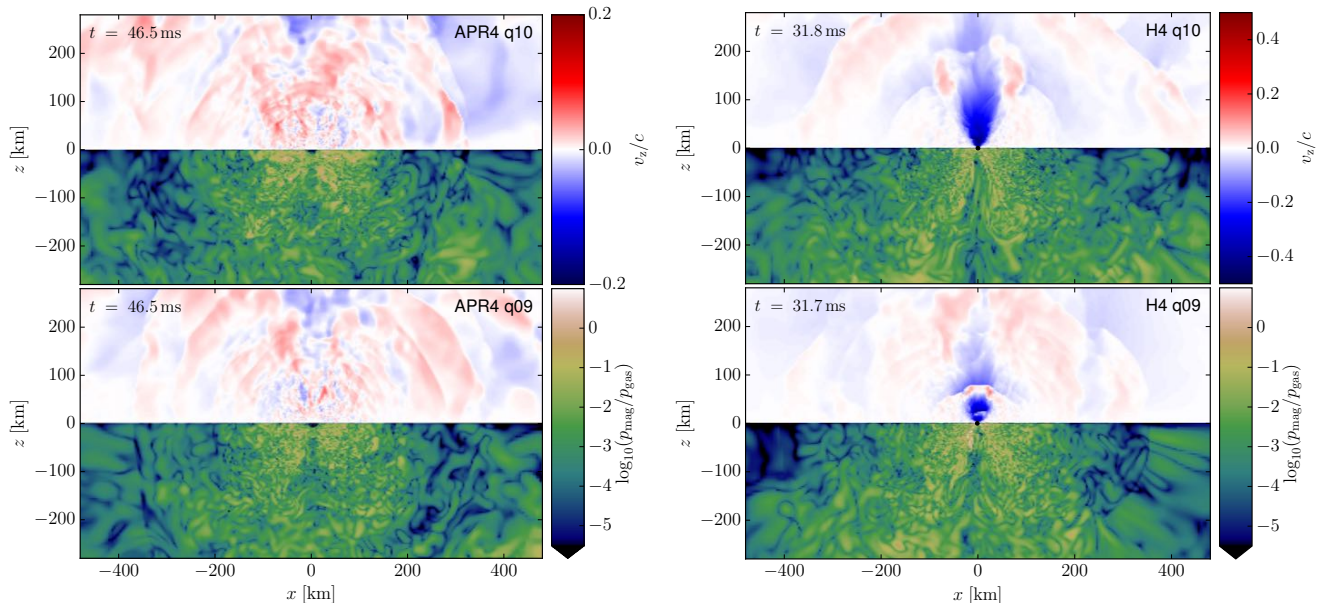 t = 46.5 ms
APR4 q10
200
100
0
−100
−200
z [km]
0.2
0.1
0.0
−0.1
−0.2
v_z/c
t = 46.5 ms
APR4 q09
200
100
0
−100
−200
z [km]
−400
−200
0
200
400
x [km]
0
−1
−2
−3
−4
−5
log₁₀(p_mag/p_gas)
t = 31.8 ms
H4 q10
200
100
0
−100
−200
z [km]
0.4
0.2
0.0
−0.2
−0.4
v_z/c
t = 31.7 ms
H4 q09
200
100
0
−100
−200
z [km]
−400
−200
0
200
400
x [km]
0
−1
−2
−3
−4
−5
log₁₀(p_mag/p_gas)